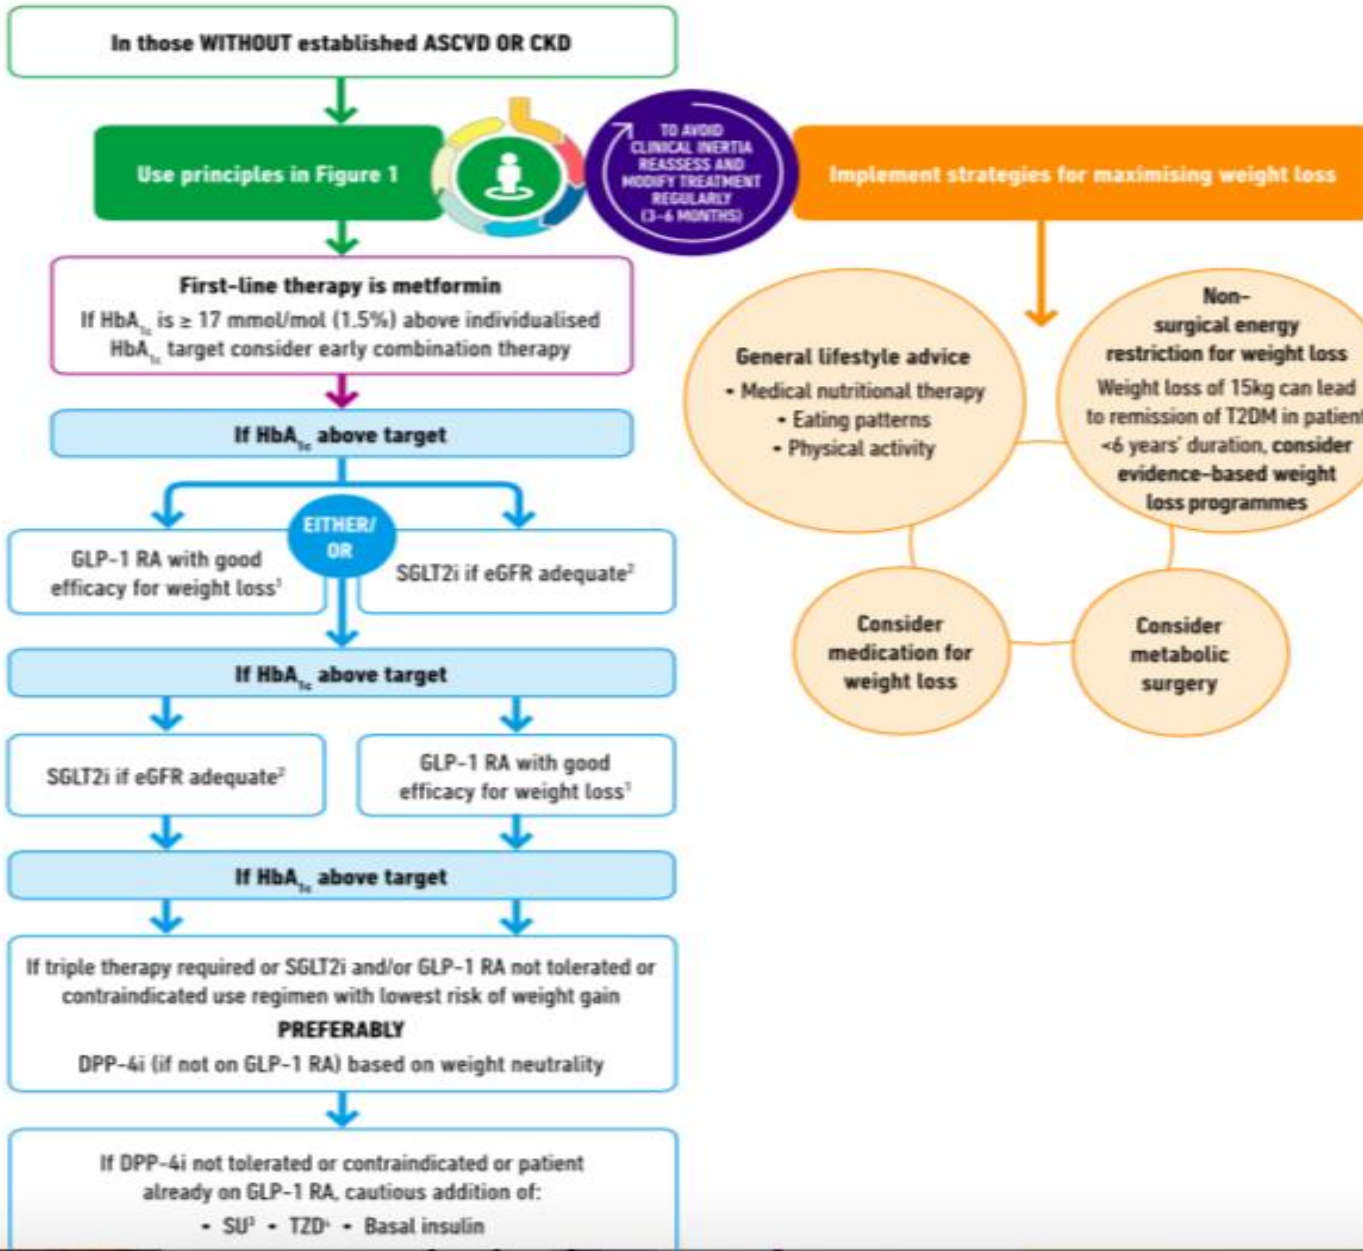 In those WITHOUT established ASCVD OR CKD
Use principles in Figure 1
TO AVOID
CLINICAL INERTIA
REASSESS AND
MODIFY TREATMENT
REGULARLY
(3-6 MONTHS)
Implement strategies for maximising weight loss
First-line therapy is metformin
If HbA1c is ≥ 17 mmol/mol (1.5%) above individualised
HbA1c target consider early combination therapy
If HbA1c above target
EITHER/
OR
GLP-1 RA with good
efficacy for weight loss¹
SGLT2i if eGFR adequate²
If HbA1c above target
SGLT2i if eGFR adequate²
GLP-1 RA with good
efficacy for weight loss¹
If HbA1c above target
If triple therapy required or SGLT2i and/or GLP-1 RA not tolerated or
contraindicated use regimen with lowest risk of weight gain
PREFERABLY
DPP-4i (if not on GLP-1 RA) based on weight neutrality
If DPP-4i not tolerated or contraindicated or patient
already on GLP-1 RA, cautious addition of:
• SU³ • TZD⁴ • Basal insulin
General lifestyle advice
• Medical nutritional therapy
• Eating patterns
• Physical activity
Non-
surgical energy
restriction for weight loss
Weight loss of 15kg can lead
to remission of T2DM in patient
<6 years' duration, consider
evidence-based weight
loss programmes
Consider
medication for
weight loss
Consider
metabolic
surgery